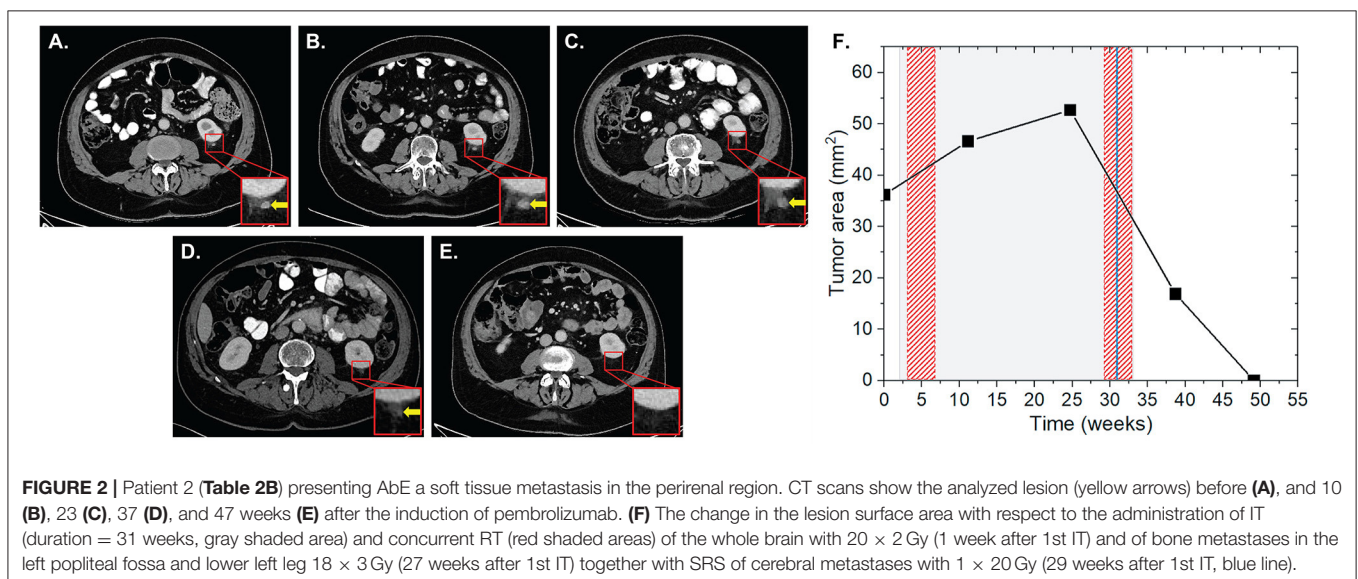 A.
B.
C.
D.
E.
F.
Tumor area (mm²)
60
50
40
30
20
10
0
0 5 10 15 20 25 30 35 40 45 50 55
Time (weeks)
FIGURE 2 | Patient 2 (Table 2B) presenting AbE a soft tissue metastasis in the perirenal region. CT scans show the analyzed lesion (yellow arrows) before (A), and 10
(B), 23 (C), 37 (D), and 47 weeks (E) after the induction of pembrolizumab. (F) The change in the lesion surface area with respect to the administration of IT
(duration = 31 weeks, gray shaded area) and concurrent RT (red shaded areas) of the whole brain with 20 × 2 Gy (1 week after 1st IT) and of bone metastases in the
left popliteal fossa and lower left leg 18 × 3 Gy (27 weeks after 1st IT) together with SRS of cerebral metastases with 1 × 20 Gy (29 weeks after 1st IT, blue line).